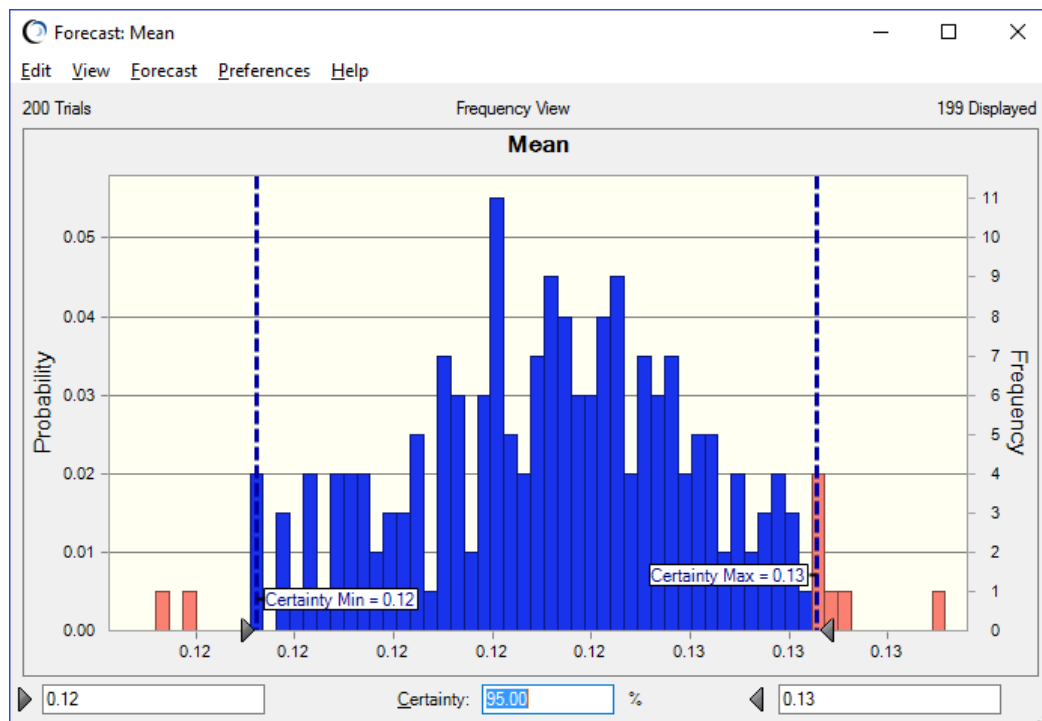 Forecast: Mean
Edit View Forecast Preferences Help
200 Trials Frequency View 199 Displayed
Mean
Probability
0.05
0.04
0.03
0.02
0.01
0.00
11
10
9
8
7
6
5
4
3
2
1
0
Frequency
Certainty Max = 0.13
Certainty Min = 0.12
0.12 0.12 0.12 0.12 0.12 0.13 0.13 0.13
0.12 Certainty: 95.00 % 0.13